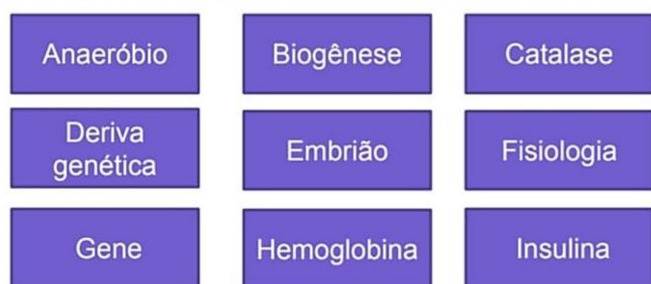 Anaeróbio
Biogênese
Catalase
Deriva
genética
Embrião
Fisiologia
Gene
Hemoglobina
Insulina